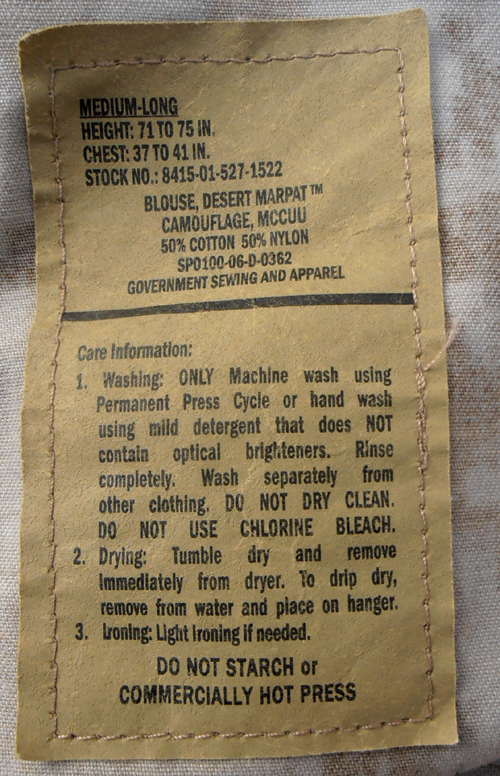 MEDIUM-LONG
HEIGHT: 71 TO 75 IN.
CHEST: 37 TO 41 IN.
STOCK NO.: 8415-01-527-1522
BLOUSE, DESERT MARPAT™
CAMOUFLAGE, MCCUU
50% COTTON 50% NYLON
SPO100-06-D-0362
GOVERNMENT SEWING AND APPAREL
Care Information:
1. Washing: ONLY Machine wash using
Permanent Press Cycle or hand wash
using mild detergent that does NOT
contain optical brighteners. Rinse
completely. Wash separately from
other clothing. DO NOT DRY CLEAN.
DO NOT USE CHLORINE BLEACH.
2. Drying: Tumble dry and remove
immediately from dryer. To drip dry,
remove from water and place on hanger.
3. Ironing: Light ironing if needed.
DO NOT STARCH or
COMMERCIALLY HOT PRESS